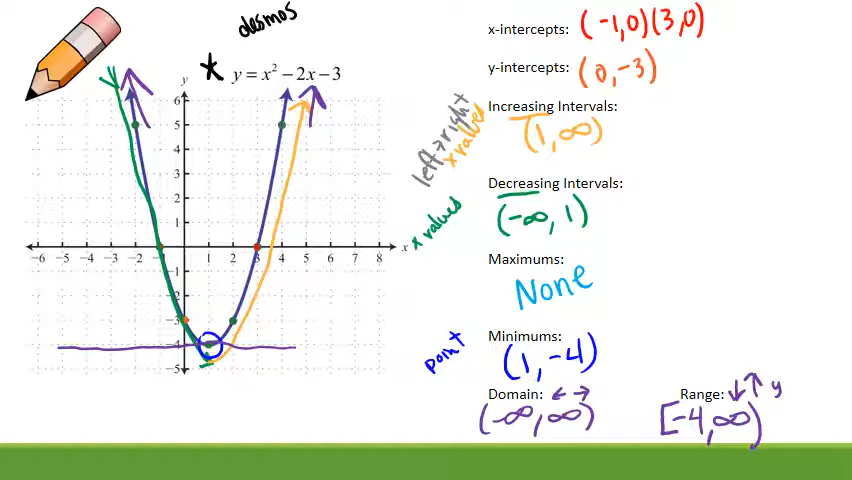 desmos
* y = x² − 2x − 3
y
6
5
4
3
2
1
−6 −5 −4 −3 −2 −1 1 2 3 4 5 6 7 8 x
−1
−2
−3
−4
−5
x-intercepts: (-1,0)(3,0)
y-intercepts: (0,-3)
Increasing Intervals:
left→right
x values
(1,∞)
Decreasing Intervals:
x values
(-∞,1)
Maximums:
None
Minimums:
point
(1,-4)
Domain: ← →
(-∞,∞)
Range: ↓↑ y
[-4,∞)